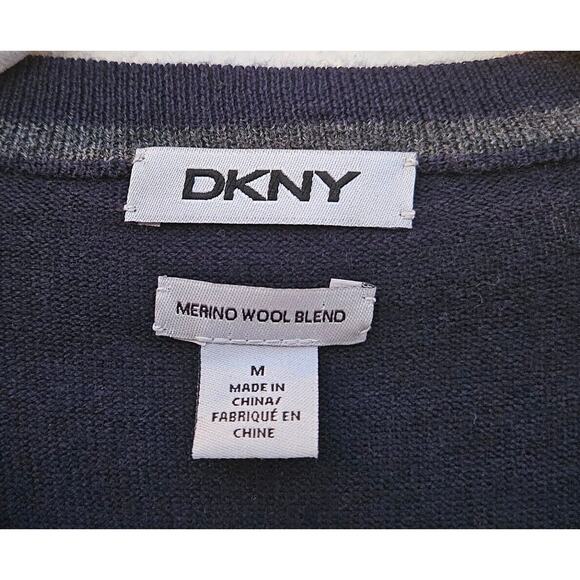 DKNY
MERINO WOOL BLEND
M
MADE IN
CHINA/
FABRIQUÉ EN
CHINE